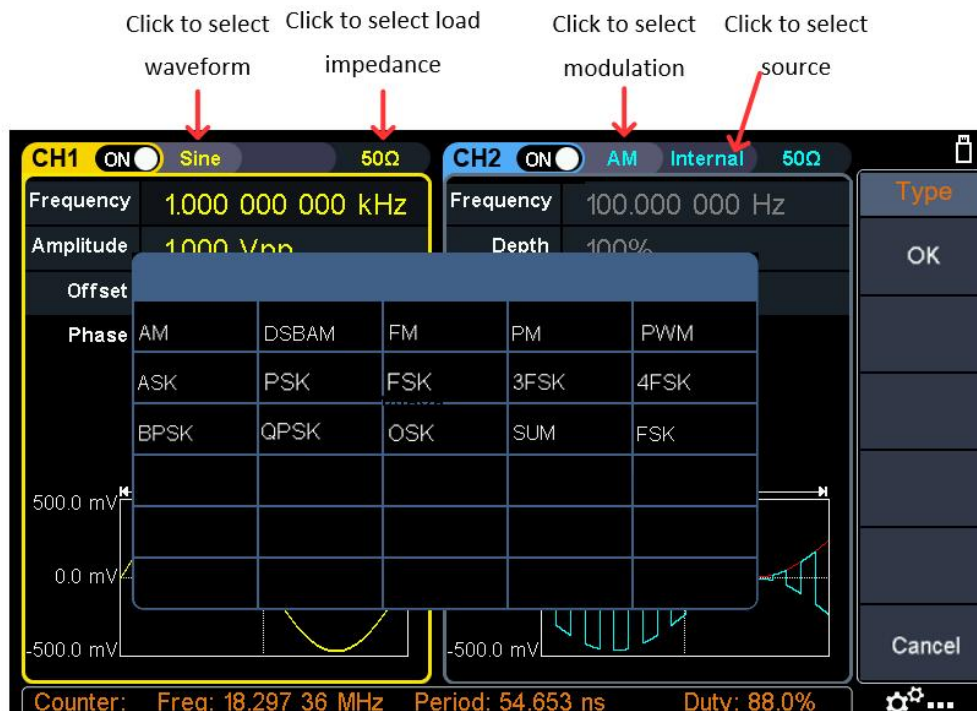 Click to select waveform
Click to select load impedance
Click to select modulation
Click to select source
CH1 ON Sine 50Ω
CH2 ON AM Internal 50Ω
Frequency 1.000 000 000 kHz
Amplitude 1.000 Vpp
Offset
Phase
Frequency 100.000 000 Hz
Depth 100%
Type
OK
Cancel
AM DSBAM FM PM PWM
ASK PSK FSK 3FSK 4FSK
BPSK QPSK OSK SUM FSK
500.0 mV
0.0 mV
-500.0 mV
-500.0 mV
Counter: Freq: 18.297 36 MHz Period: 54.653 ns Duty: 88.0%